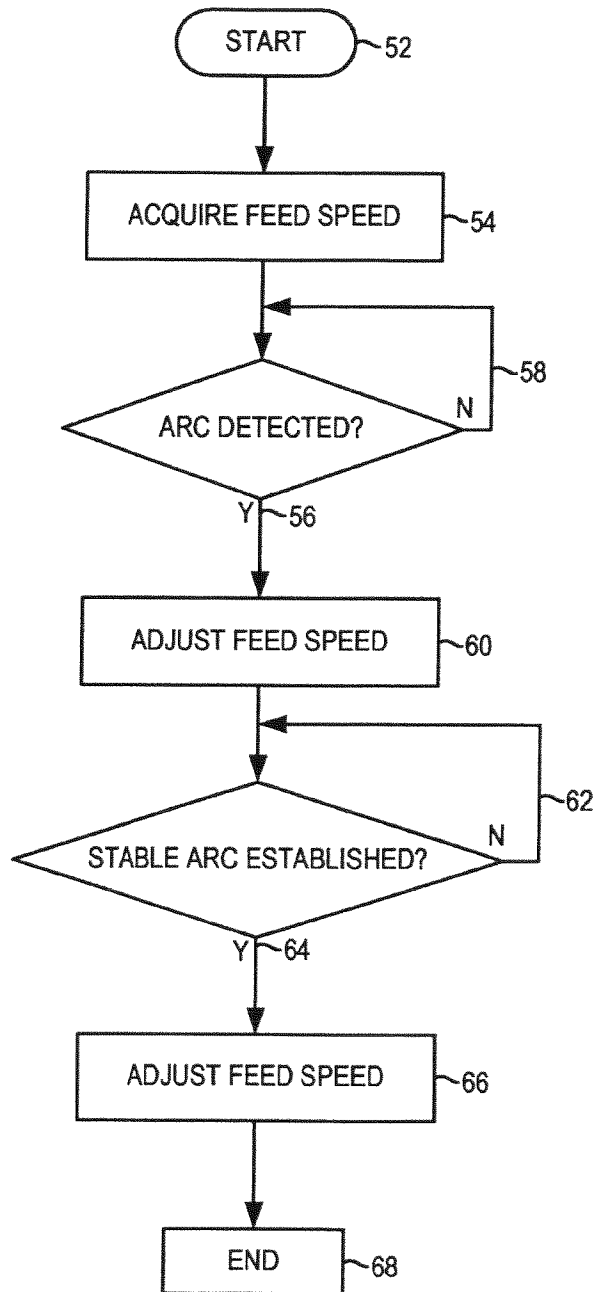 START
52
ACQUIRE FEED SPEED
54
58
N
ARC DETECTED?
Y
56
ADJUST FEED SPEED
60
62
N
STABLE ARC ESTABLISHED?
Y
64
ADJUST FEED SPEED
66
END
68